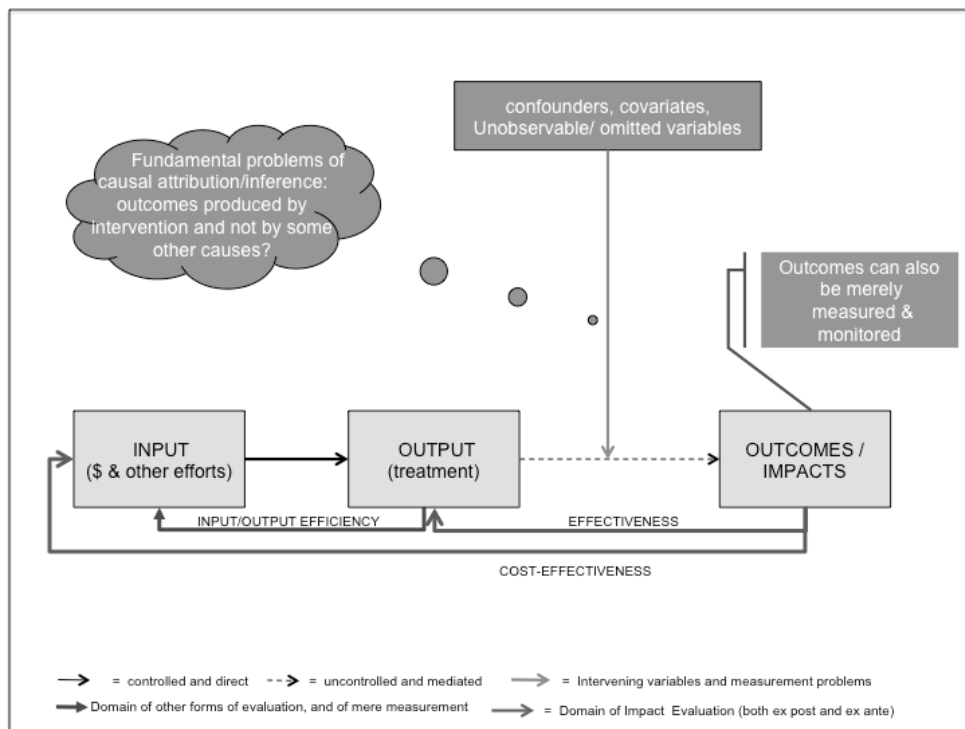 confounders, covariates,
Unobservable/ omitted variables
Fundamental problems of
causal attribution/inference:
outcomes produced by
intervention and not by some
other causes?
Outcomes can also
be merely
measured &
monitored
INPUT
($ & other efforts)
OUTPUT
(treatment)
OUTCOMES /
IMPACTS
INPUT/OUTPUT EFFICIENCY
EFFECTIVENESS
COST-EFFECTIVENESS
= controlled and direct
= uncontrolled and mediated
= Intervening variables and measurement problems
Domain of other forms of evaluation, and of mere measurement
= Domain of Impact Evaluation (both ex post and ex ante)